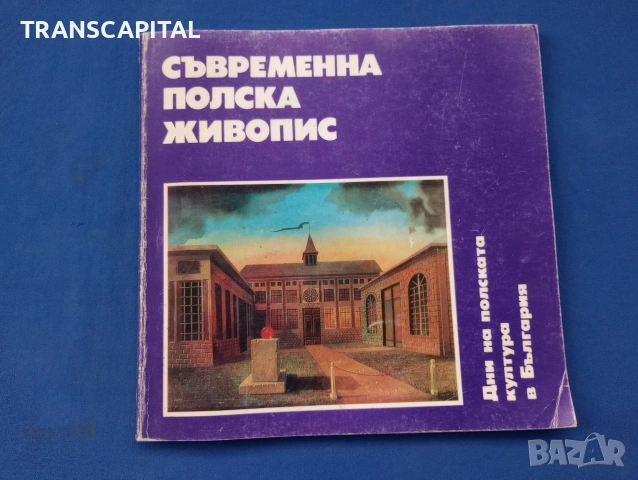 TRANSCAPITAL
СЪВРЕМЕННА
ПОЛСКА
ЖИВОПИС
Дни на полската
култура
в България
BAZAR